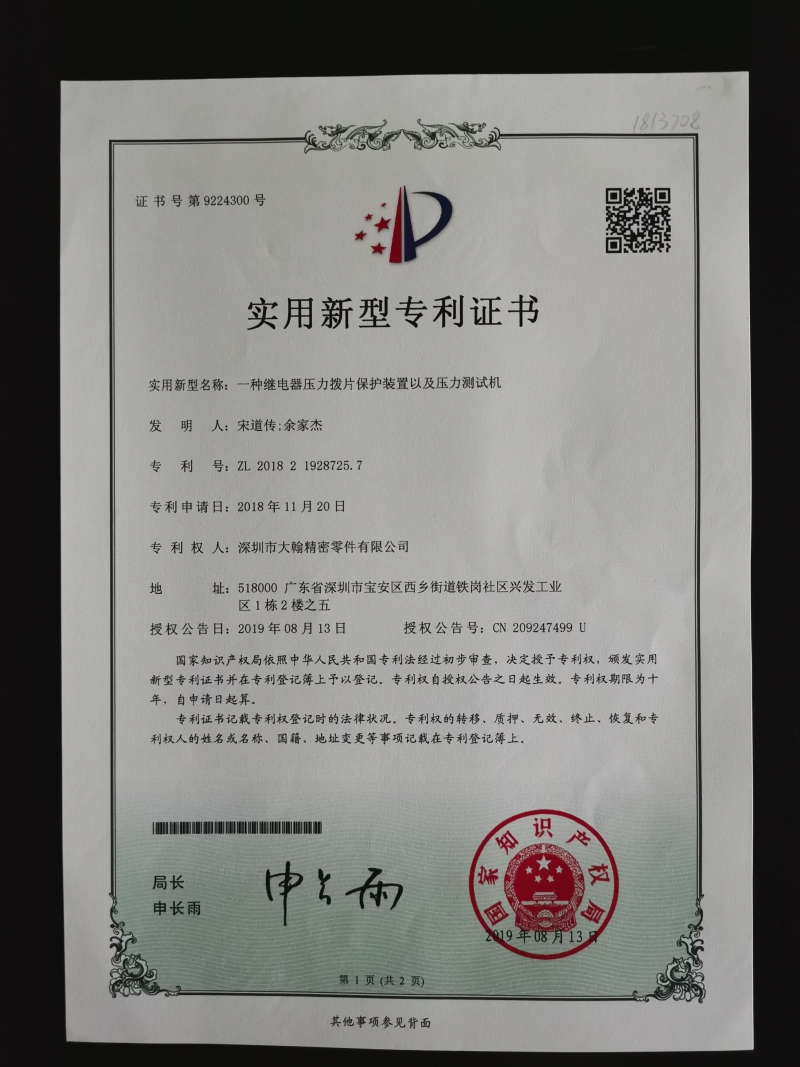 1813708
证书号第9224300号
实用新型专利证书
实用新型名称：一种继电器压力拨片保护装置以及压力测试机
发明人：宋道传;余家杰
专利号：ZL 2018 2 1928725.7
专利申请日：2018年11月20日
专利权人：深圳市大翰精密零件有限公司
地址：518000 广东省深圳市宝安区西乡街道铁岗社区兴发工业
区1栋2楼之五
授权公告日：2019年08月13日 授权公告号：CN 209247499 U
国家知识产权局依照中华人民共和国专利法经过初步审查，决定授予专利权，颁发实用
新型专利证书并在专利登记簿上予以登记。专利权自授权公告之日起生效。专利权期限为十
年，自申请日起算。
专利证书记载专利权登记时的法律状况。专利权的转移、质押、无效、终止、恢复和专
利权人的姓名或名称、国籍、地址变更等事项记载在专利登记簿上。
局长
申长雨
申长雨
国家知识产权局
2019年08月13日
第1页(共2页)
其他事项参见背面